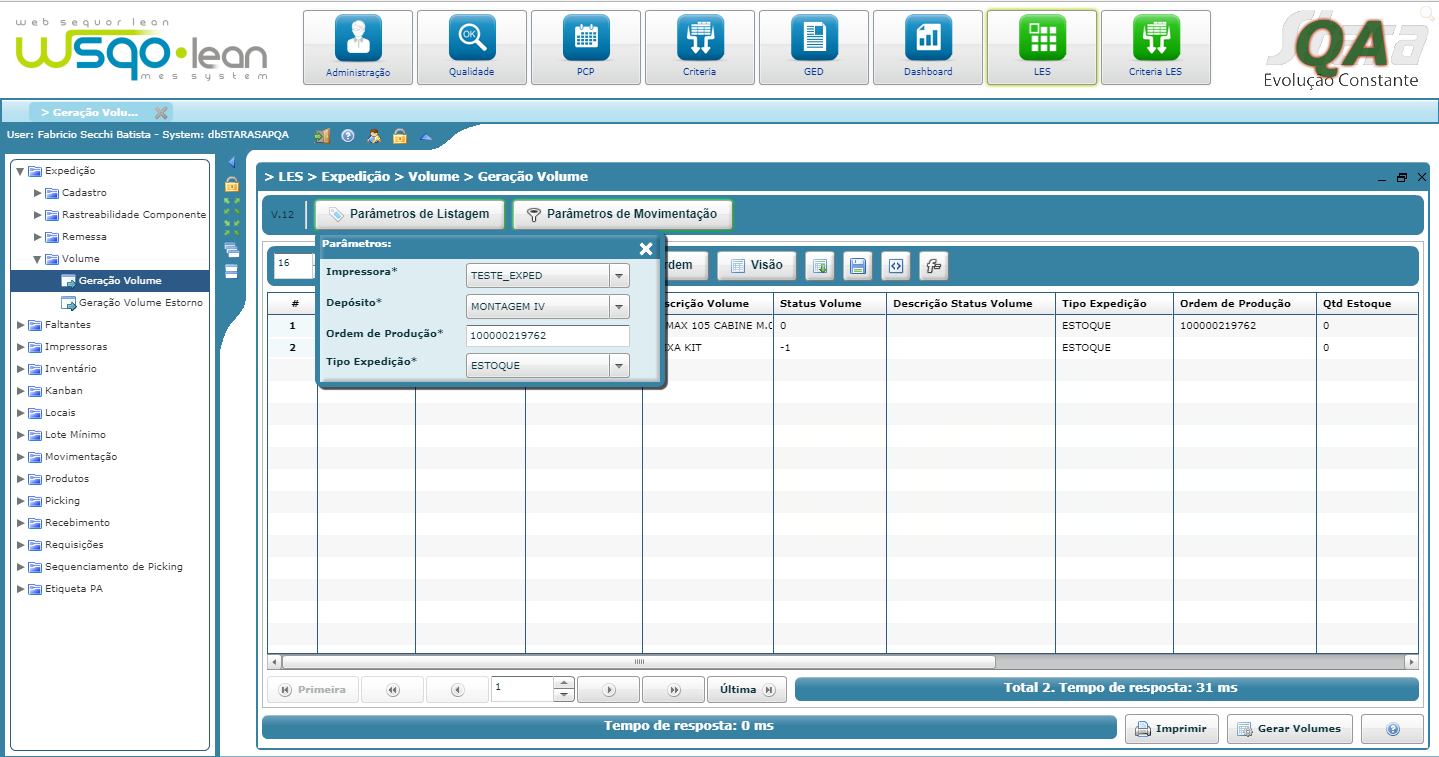 web sequor lean
wsqo•lean
mes system
Administração
Qualidade
PCP
Criteria
GED
Dashboard
LES
Criteria LES
QA
Evolução Constante
> Geração Volu...
User: Fabricio Secchi Batista - System: dbSTARASAPQA
Expedição
Cadastro
Rastreabilidade Componente
Remessa
Volume
Geração Volume
Geração Volume Estorno
Faltantes
Impressoras
Inventário
Kanban
Locais
Lote Mínimo
Movimentação
Produtos
Picking
Recebimento
Requisições
Sequenciamento de Picking
Etiqueta PA
> LES > Expedição > Volume > Geração Volume
V.12
Parâmetros de Listagem
Parâmetros de Movimentação
Parâmetros:
Impressora* TESTE_EXPED
Depósito* MONTAGEM IV
Ordem de Produção* 100000219762
Tipo Expedição* ESTOQUE
16
rdem
Visão
# scrição Volume Status Volume Descrição Status Volume Tipo Expedição Ordem de Produção Qtd Estoque
1 MAX 105 CABINE M.C 0 ESTOQUE 100000219762 0
2 XA KIT -1 ESTOQUE 0
Primeira
1
Última
Total 2. Tempo de resposta: 31 ms
Tempo de resposta: 0 ms
Imprimir
Gerar Volumes